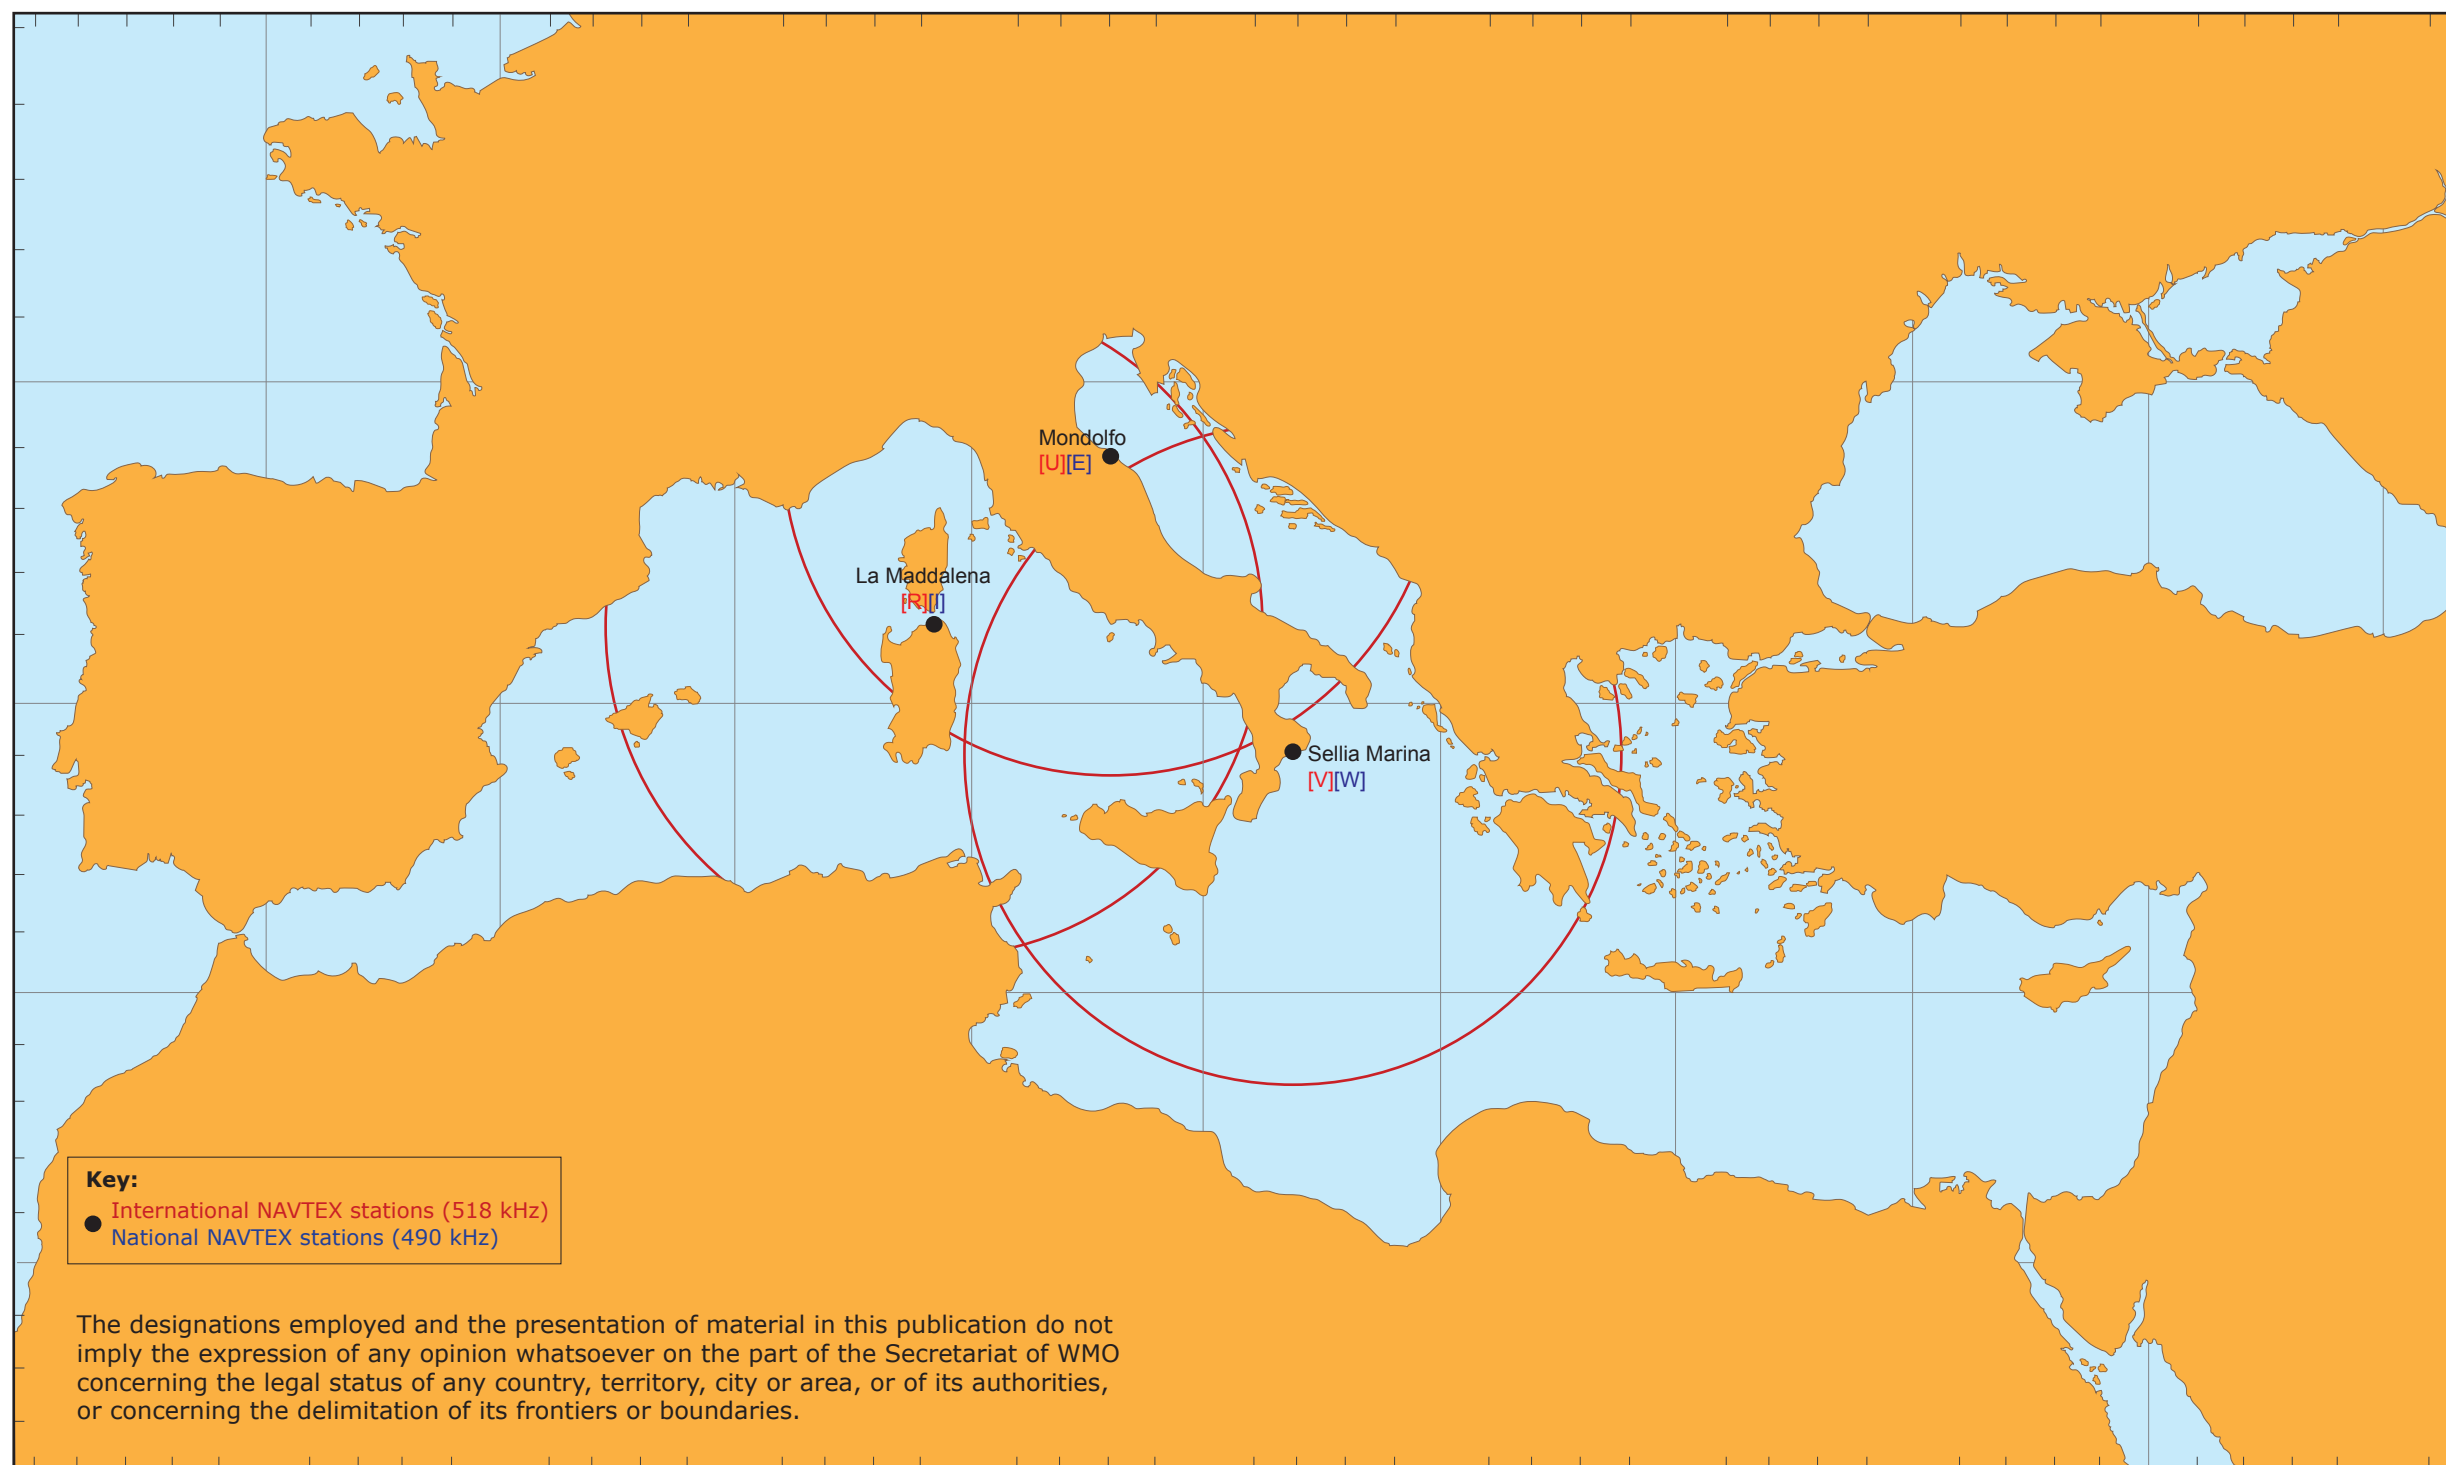 Mondolfo
[U][E]
La Maddalena
[R][I]
Sellia Marina
[V][W]
Key:
International NAVTEX stations (518 kHz)
National NAVTEX stations (490 kHz)
The designations employed and the presentation of material in this publication do not
imply the expression of any opinion whatsoever on the part of the Secretariat of WMO
concerning the legal status of any country, territory, city or area, or of its authorities,
or concerning the delimitation of its frontiers or boundaries.